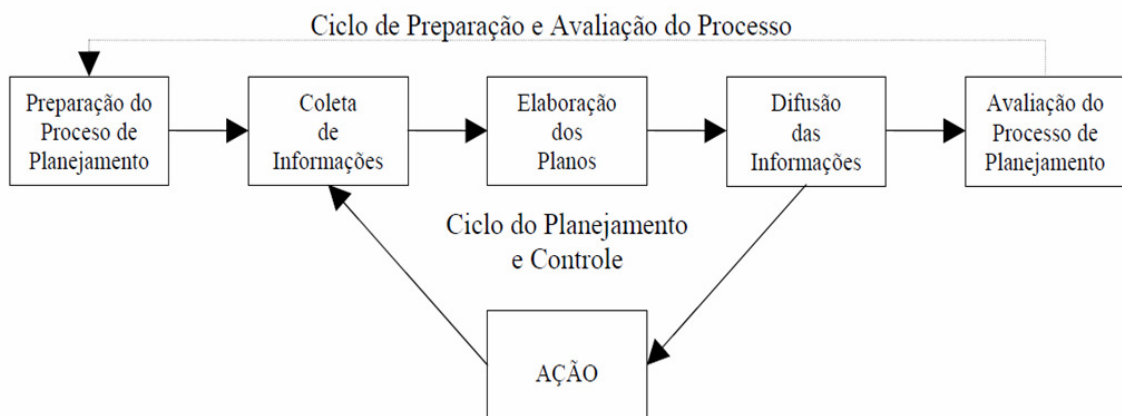 Ciclo de Preparação e Avaliação do Processo
Preparação do
Proceso de
Planejamento
Coleta
de
Informações
Elaboração
dos
Planos
Difusão
das
Informações
Avaliação do
Processo de
Planejamento
Ciclo do Planejamento
e Controle
AÇÃO